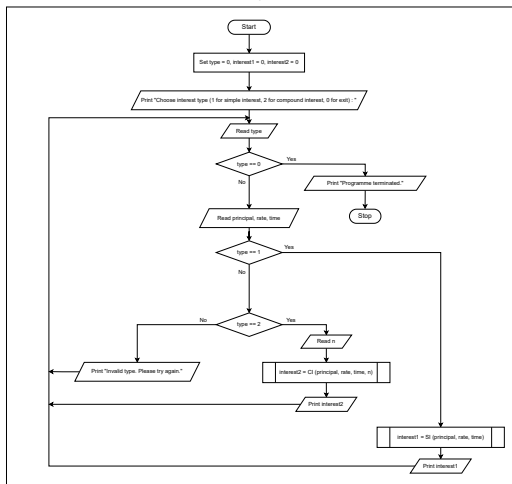 Start
Set type = 0, interest1 = 0, interest2 = 0
Print "Choose interest type (1 for simple interest, 2 for compound interest, 0 for exit) : "
Read type
type == 0
Yes
No
Print "Programme terminated."
Stop
Read principal, rate, time
type == 1
Yes
No
type == 2
No
Yes
Read n
Print "Invalid type. Please try again."
interest2 = CI (principal, rate, time, n)
Print interest2
interest1 = SI (principal, rate, time)
Print interest1